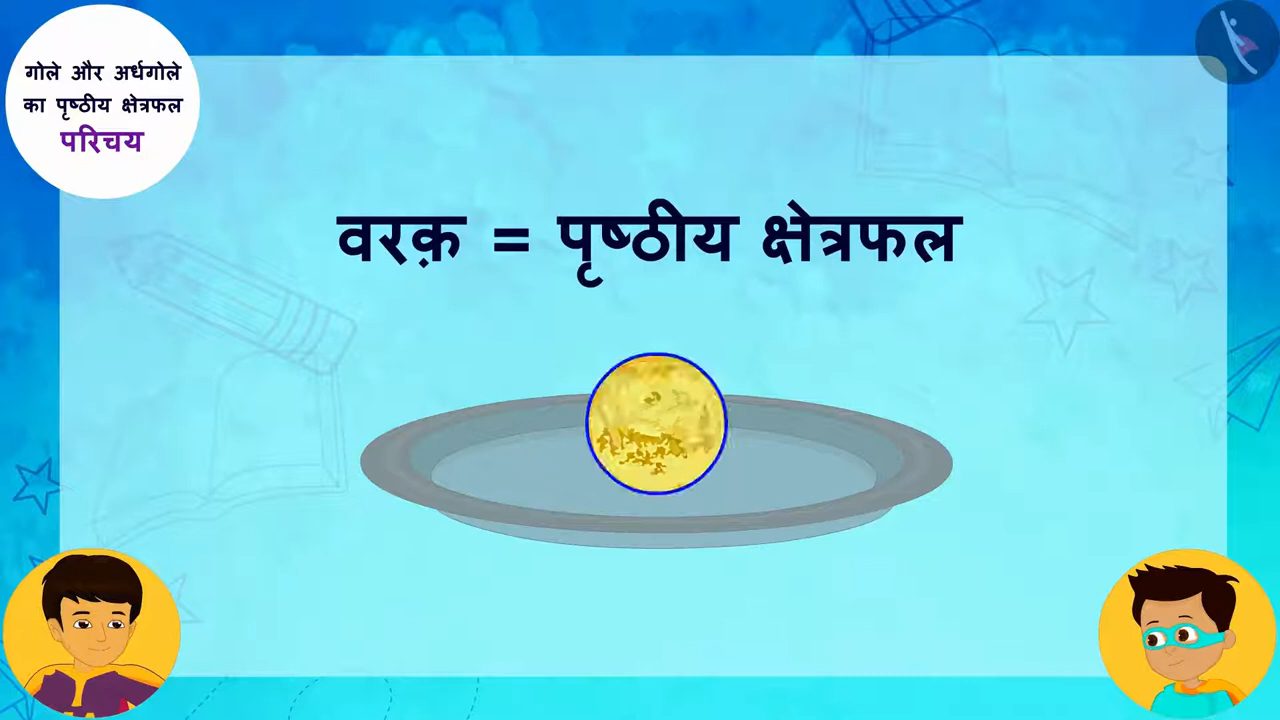 गोले और अर्धगोले
का पृष्ठीय क्षेत्रफल
परिचय
वरक़ = पृष्ठीय क्षेत्रफल